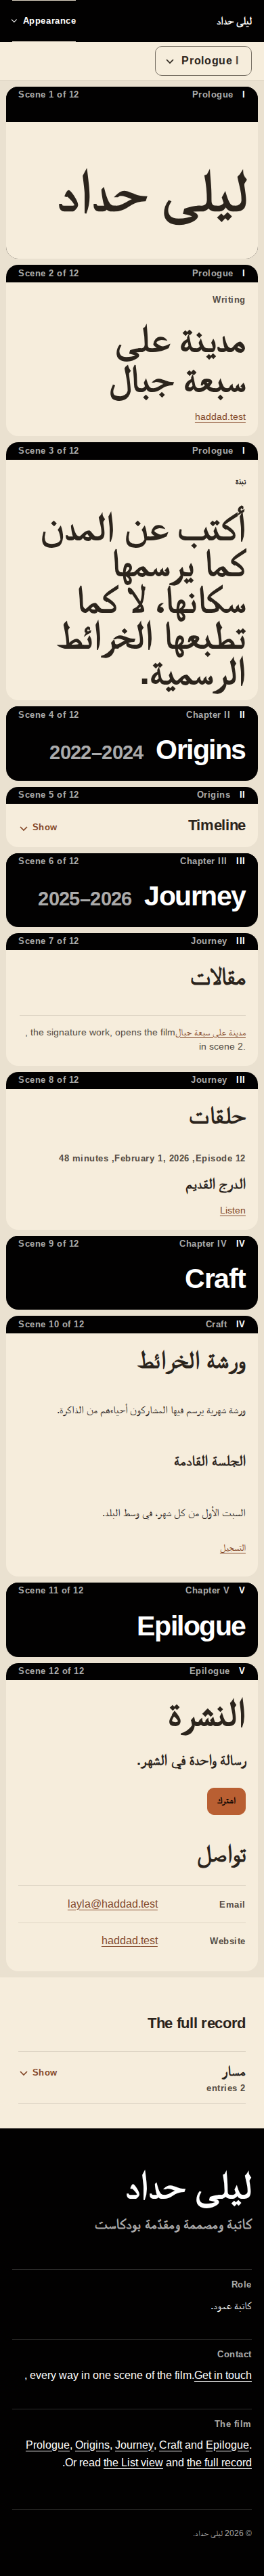 ليلى حداد
Appearance
Prologue I
I Prologue Scene 1 of 12
ليلى حداد
I Prologue Scene 2 of 12
Writing
مدينة على
سبعة جبال
haddad.test
I Prologue Scene 3 of 12
نبذة
أكتب عن المدن
كما يرسمها
سكانها، لا كما
تطبعها الخرائط
الرسمية.
II Chapter II Scene 4 of 12
Origins 2022–2024
II Origins Scene 5 of 12
Timeline
Show
III Chapter III Scene 6 of 12
Journey 2025–2026
III Journey Scene 7 of 12
مقالات
مدينة على سبعة جبال, the signature work, opens the film
in scene 2.
III Journey Scene 8 of 12
حلقات
Episode 12, February 1, 2026, 48 minutes
الدرج القديم
Listen
IV Chapter IV Scene 9 of 12
Craft
IV Craft Scene 10 of 12
ورشة الخرائط
ورشة شهرية يرسم فيها المشاركون أحياءهم من الذاكرة.
الجلسة القادمة
السبت الأول من كل شهر، في وسط البلد.
التسجيل
V Chapter V Scene 11 of 12
Epilogue
V Epilogue Scene 12 of 12
النشرة
رسالة واحدة في الشهر.
اشترك
تواصل
Email layla@haddad.test
Website haddad.test
The full record
مسار
2 entries
Show
ليلى حداد
كاتبة ومصممة ومقدّمة بودكاست
Role
كاتبة عمود.
Contact
Get in touch, every way in one scene of the film.
The film
Prologue, Origins, Journey, Craft and Epilogue.
Or read the List view and the full record.
© 2026 ليلى حداد.